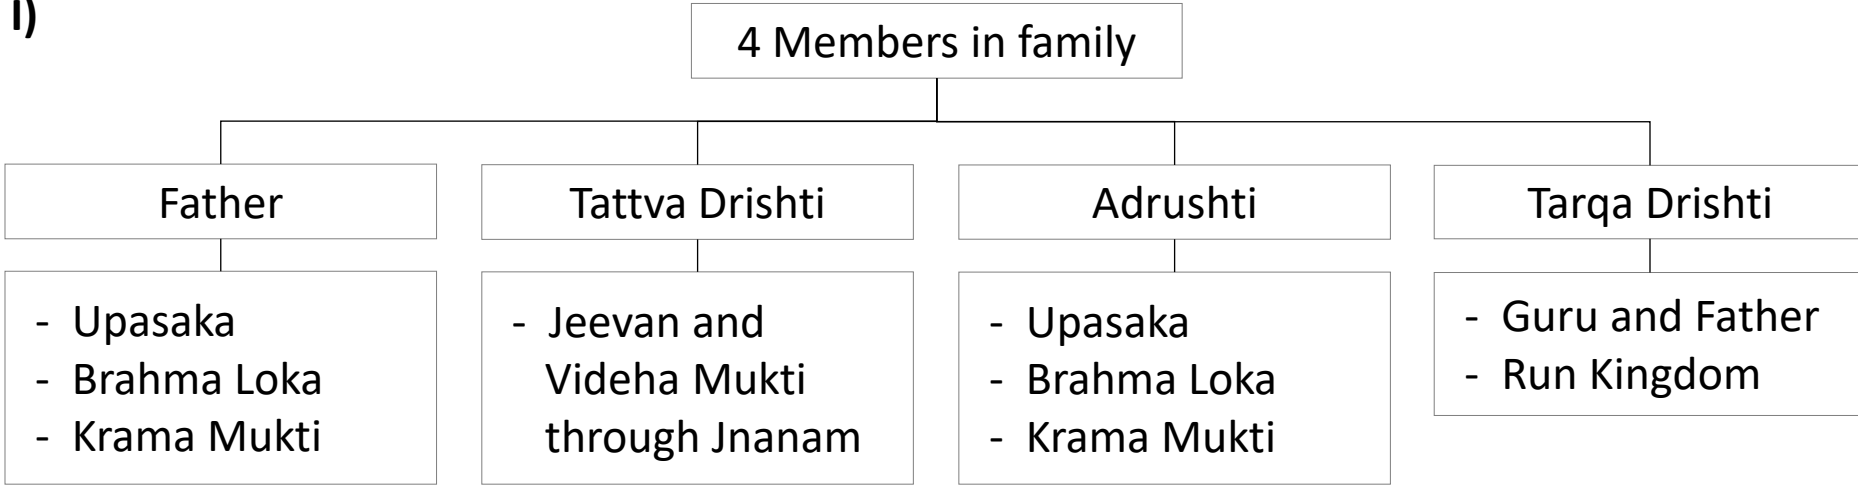 I)
4 Members in family
Father
Tattva Drishti
Adrushti
Tarqa Drishti
- Upasaka
- Brahma Loka
- Krama Mukti
- Jeevan and
Videha Mukti
through Jnanam
- Upasaka
- Brahma Loka
- Krama Mukti
- Guru and Father
- Run Kingdom